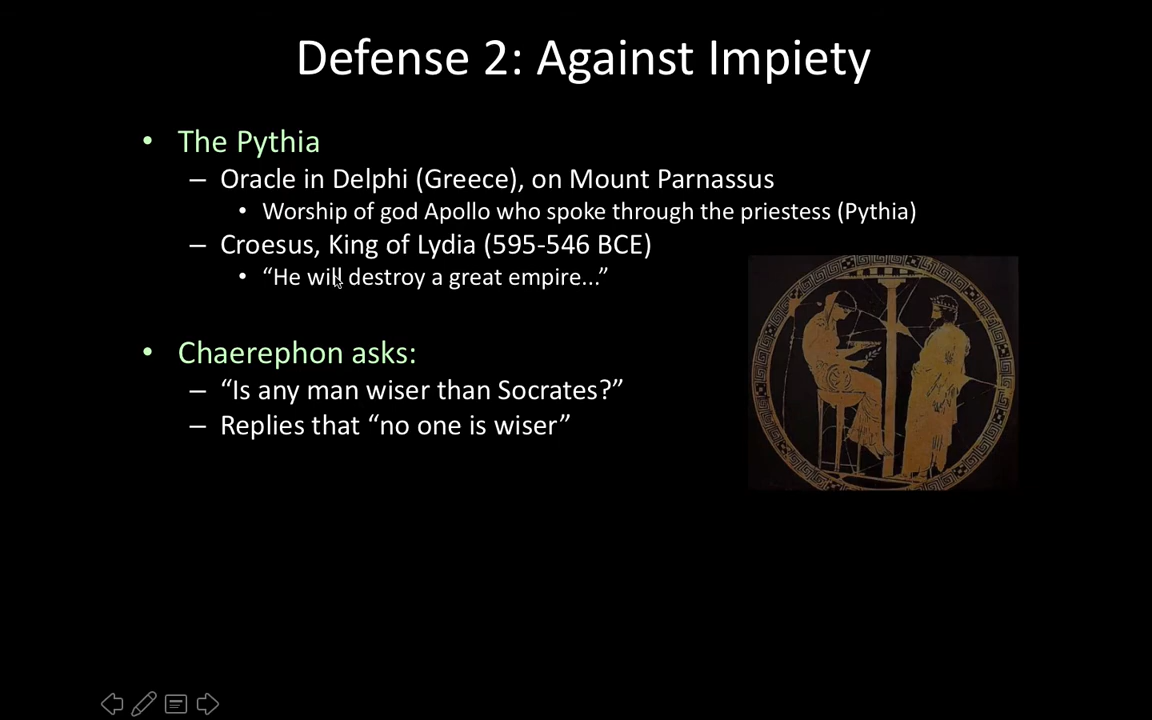 Defense 2: Against Impiety
• The Pythia
– Oracle in Delphi (Greece), on Mount Parnassus
• Worship of god Apollo who spoke through the priestess (Pythia)
– Croesus, King of Lydia (595-546 BCE)
• “He will destroy a great empire...”
• Chaerephon asks:
– “Is any man wiser than Socrates?”
– Replies that “no one is wiser”